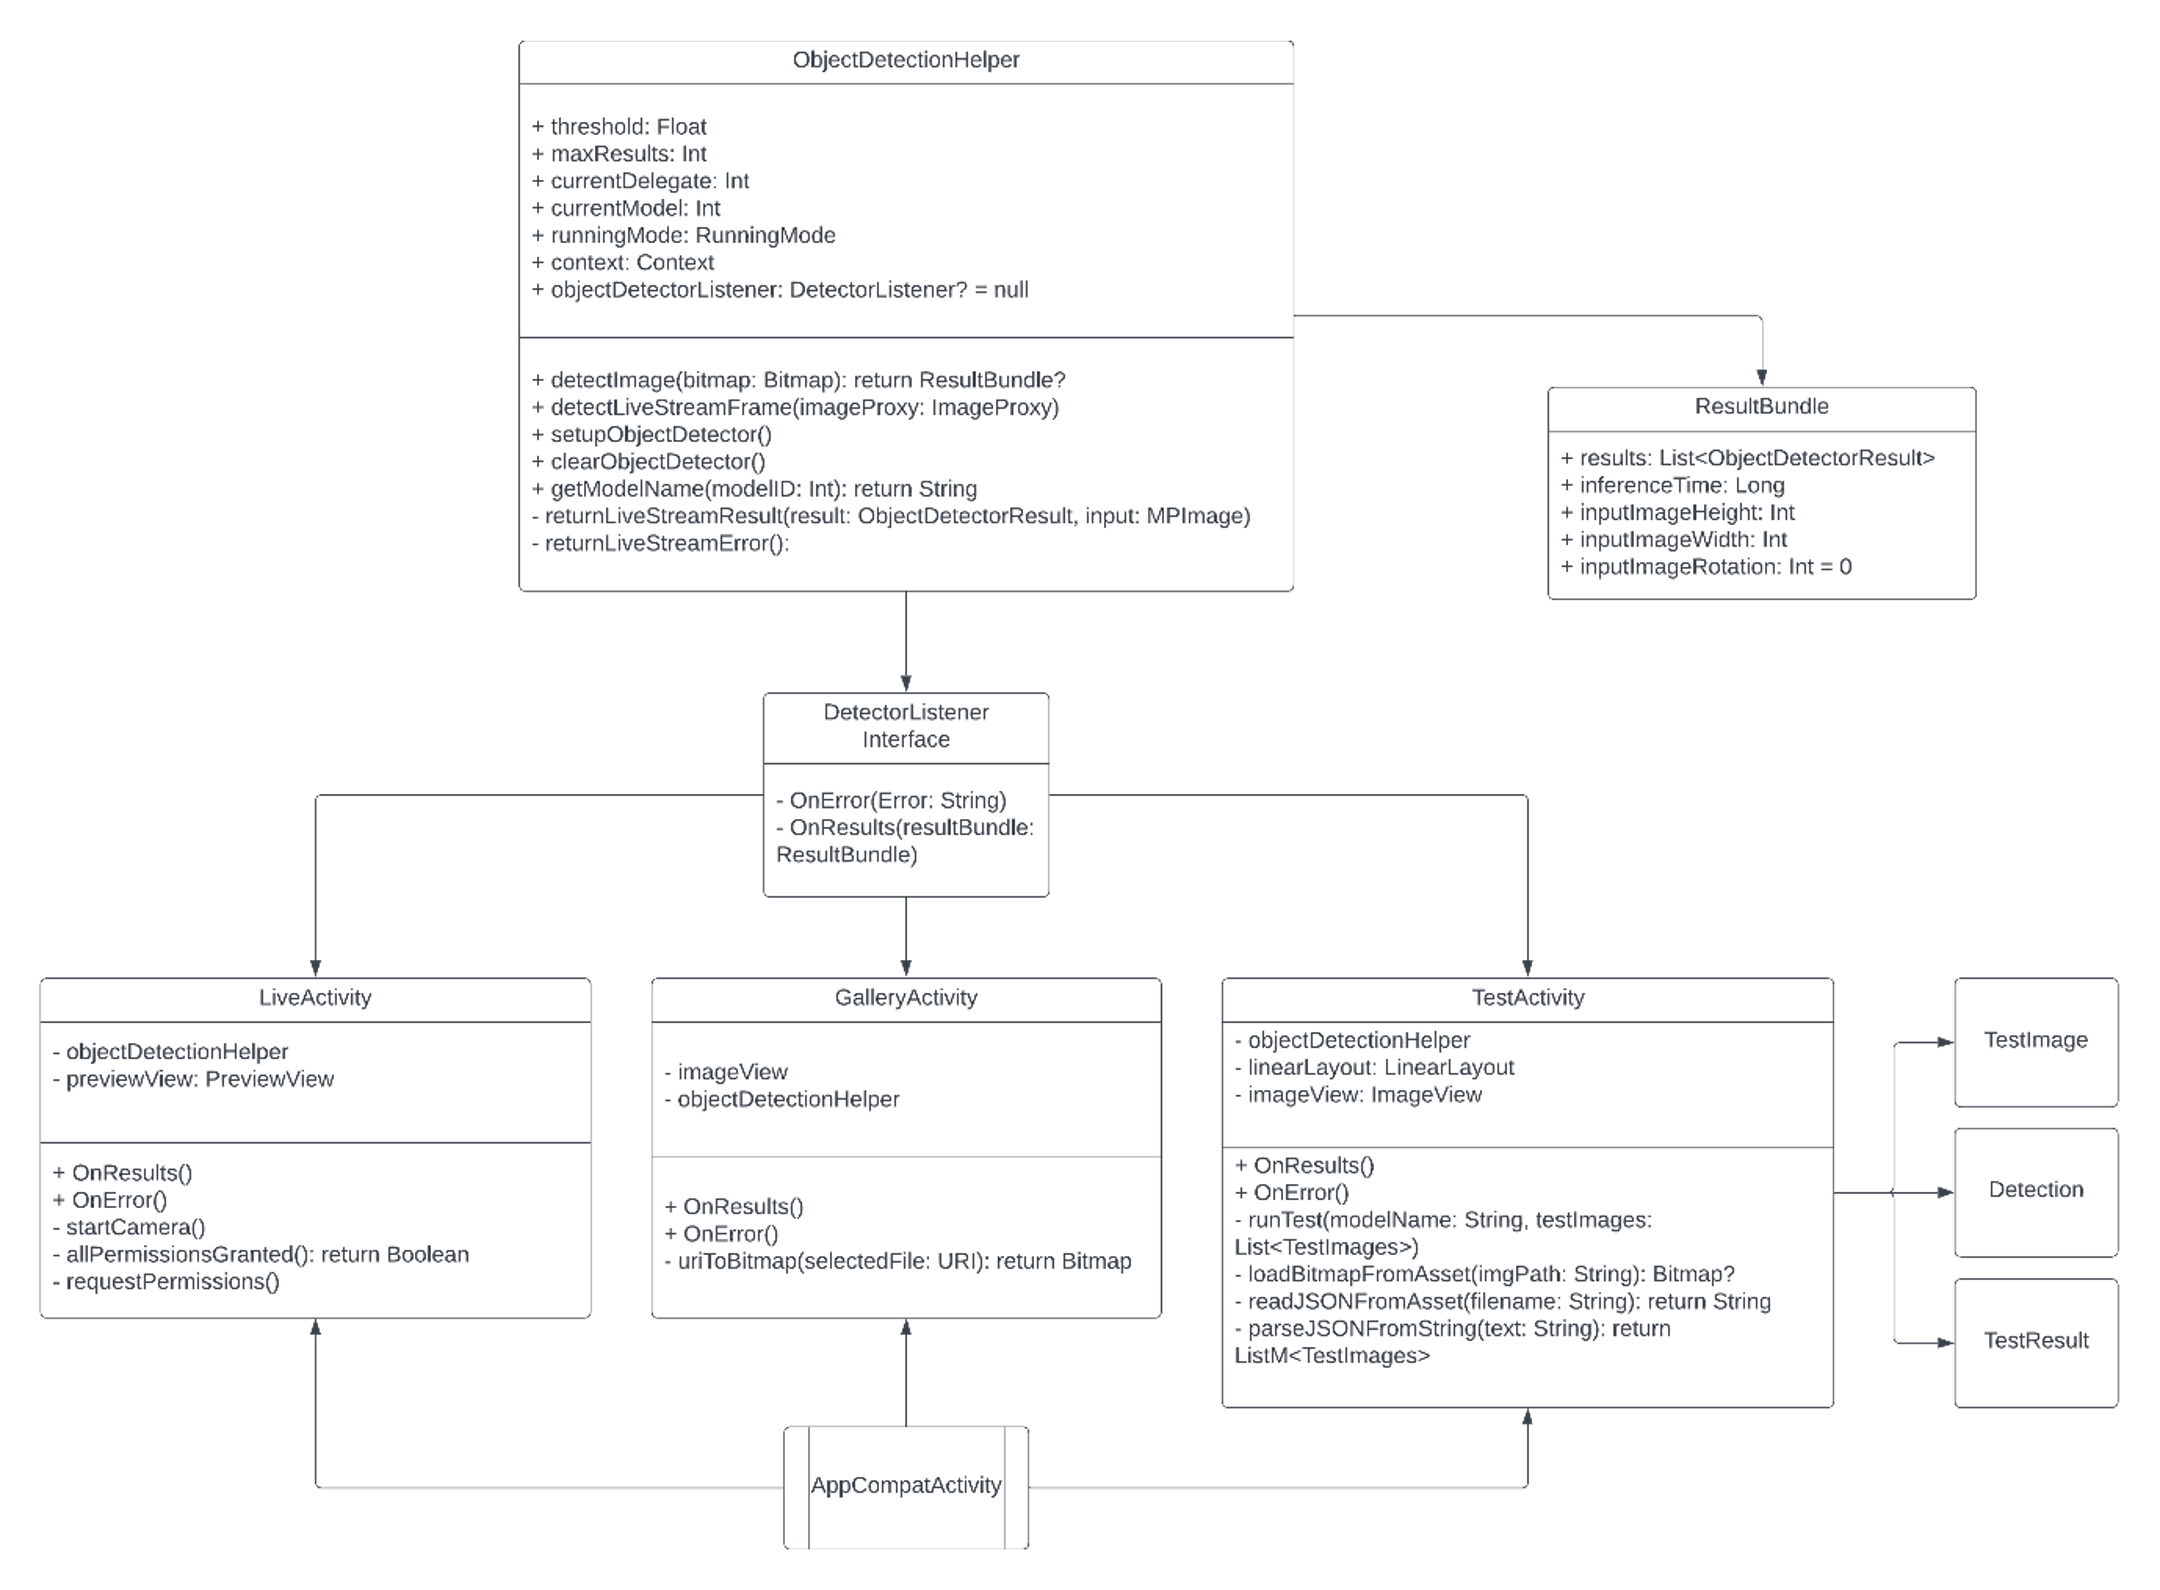 ObjectDetectionHelper
+ threshold: Float
+ maxResults: Int
+ currentDelegate: Int
+ currentModel: Int
+ runningMode: RunningMode
+ context: Context
+ objectDetectorListener: DetectorListener? = null
+ detectImage(bitmap: Bitmap): return ResultBundle?
+ detectLiveStreamFrame(imageProxy: ImageProxy)
+ setupObjectDetector()
+ clearObjectDetector()
+ getModelName(modelID: Int): return String
- returnLiveStreamResult(result: ObjectDetectorResult, input: MPImage)
- returnLiveStreamError():
ResultBundle
+ results: List<ObjectDetectorResult>
+ inferenceTime: Long
+ inputImageHeight: Int
+ inputImageWidth: Int
+ inputImageRotation: Int = 0
DetectorListener
Interface
- OnError(Error: String)
- OnResults(resultBundle:
ResultBundle)
LiveActivity
- objectDetectionHelper
- previewView: PreviewView
+ OnResults()
+ OnError()
- startCamera()
- allPermissionsGranted(): return Boolean
- requestPermissions()
GalleryActivity
- imageView
- objectDetectionHelper
+ OnResults()
+ OnError()
- uriToBitmap(selectedFile: URI): return Bitmap
TestActivity
- objectDetectionHelper
- linearLayout: LinearLayout
- imageView: ImageView
+ OnResults()
+ OnError()
- runTest(modelName: String, testImages:
List<TestImages>)
- loadBitmapFromAsset(imgPath: String): Bitmap?
- readJSONFromAsset(filename: String): return String
- parseJSONFromString(text: String): return
ListM<TestImages>
TestImage
Detection
TestResult
AppCompatActivity